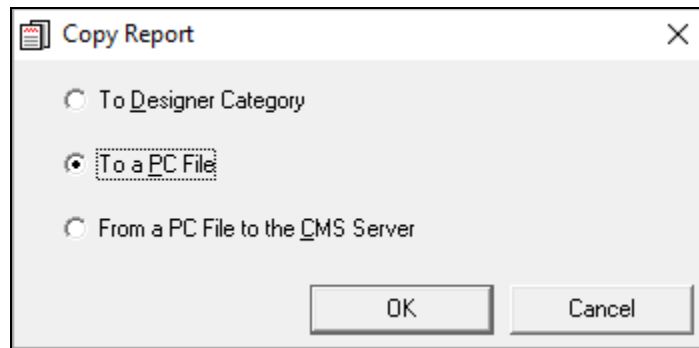 Copy Report
To Designer Category
To a PC File
From a PC File to the CMS Server
OK Cancel